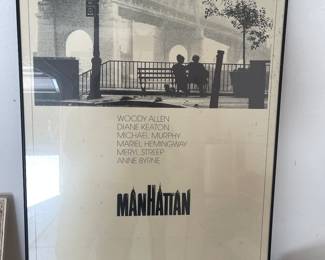 WOODY ALLEN
DIANE KEATON
MICHAEL MURPHY
MARIEL HEMINGWAY
MERYL STREEP
ANNE BYRNE
MANHATTAN